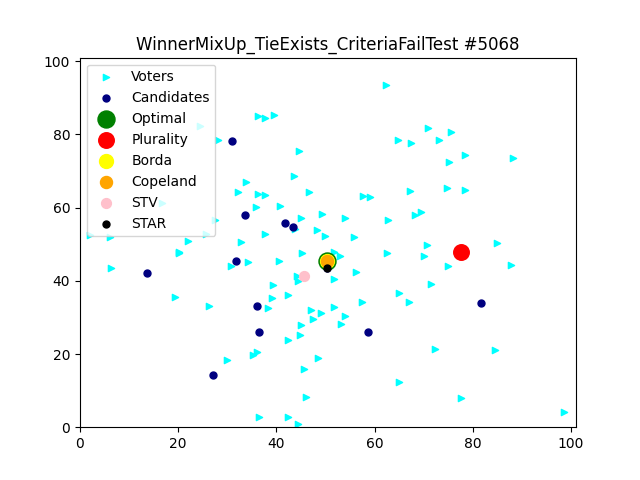 WinnerMixUp_TieExists_CriteriaFailTest #5068
100
80
60
40
20
0
Voters
Candidates
Optimal
Plurality
Borda
Copeland
STV
STAR
0 20 40 60 80 100